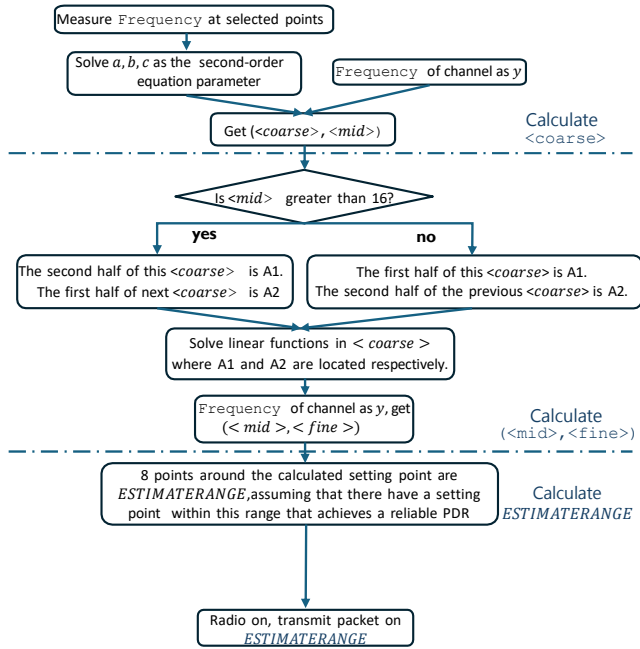 Measure Frequency at selected points
Solve a, b, c as the second-order
equation parameter
Frequency of channel as y
Get (<coarse>, <mid>)
Calculate
<coarse>
Is <mid> greater than 16?
yes
no
The second half of this <coarse> is A1.
The first half of next <coarse> is A2
The first half of this <coarse> is A1.
The second half of the previous <coarse> is A2.
Solve linear functions in < coarse >
where A1 and A2 are located respectively.
Frequency of channel as y, get
(< mid >, < fine >)
Calculate
(<mid>,<fine>)
8 points around the calculated setting point are
ESTIMATERANGE,assuming that there have a setting
point within this range that achieves a reliable PDR
Calculate
ESTIMATERANGE
Radio on, transmit packet on
ESTIMATERANGE